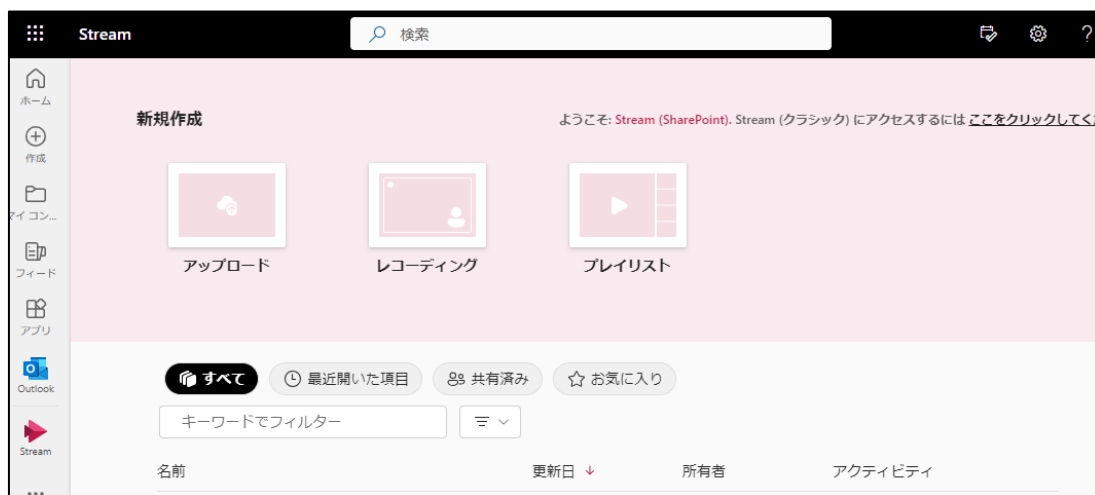 Stream
検索
?
ホーム
作成
マイ コン...
フィード
アプリ
Outlook
Stream
新規作成
ようこそ: Stream (SharePoint). Stream (クラシック) にアクセスするには ここをクリックしてく
アップロード
レコーディング
プレイリスト
すべて
最近開いた項目
共有済み
お気に入り
キーワードでフィルター
名前
更新日 ↓
所有者
アクティビティ